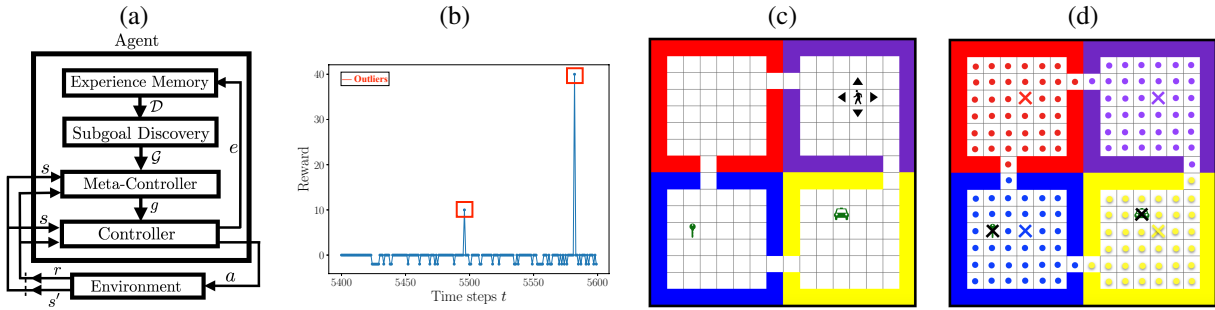 (a)
(b)
(c)
(d)
Agent
Experience Memory
𝒟
Subgoal Discovery
𝒢
e
s
Meta-Controller
g
s
Controller
r
a
s′
Environment
Outliers
40
30
20
10
0
Reward
5400
5450
5500
5550
5600
Time steps t